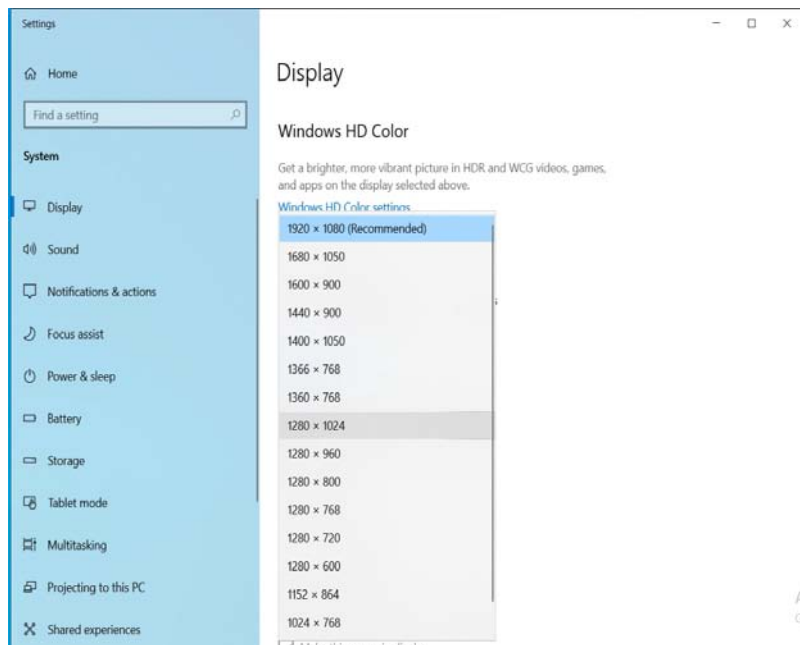 Settings
Home
Find a setting
System
Display
Sound
Notifications & actions
Focus assist
Power & sleep
Battery
Storage
Tablet mode
Multitasking
Projecting to this PC
Shared experiences
Display
Windows HD Color
Get a brighter, more vibrant picture in HDR and WCG videos, games,
and apps on the display selected above.
Windows HD Color settings
1920 × 1080 (Recommended)
1680 × 1050
1600 × 900
1440 × 900
1400 × 1050
1366 × 768
1360 × 768
1280 × 1024
1280 × 960
1280 × 800
1280 × 768
1280 × 720
1280 × 600
1152 × 864
1024 × 768